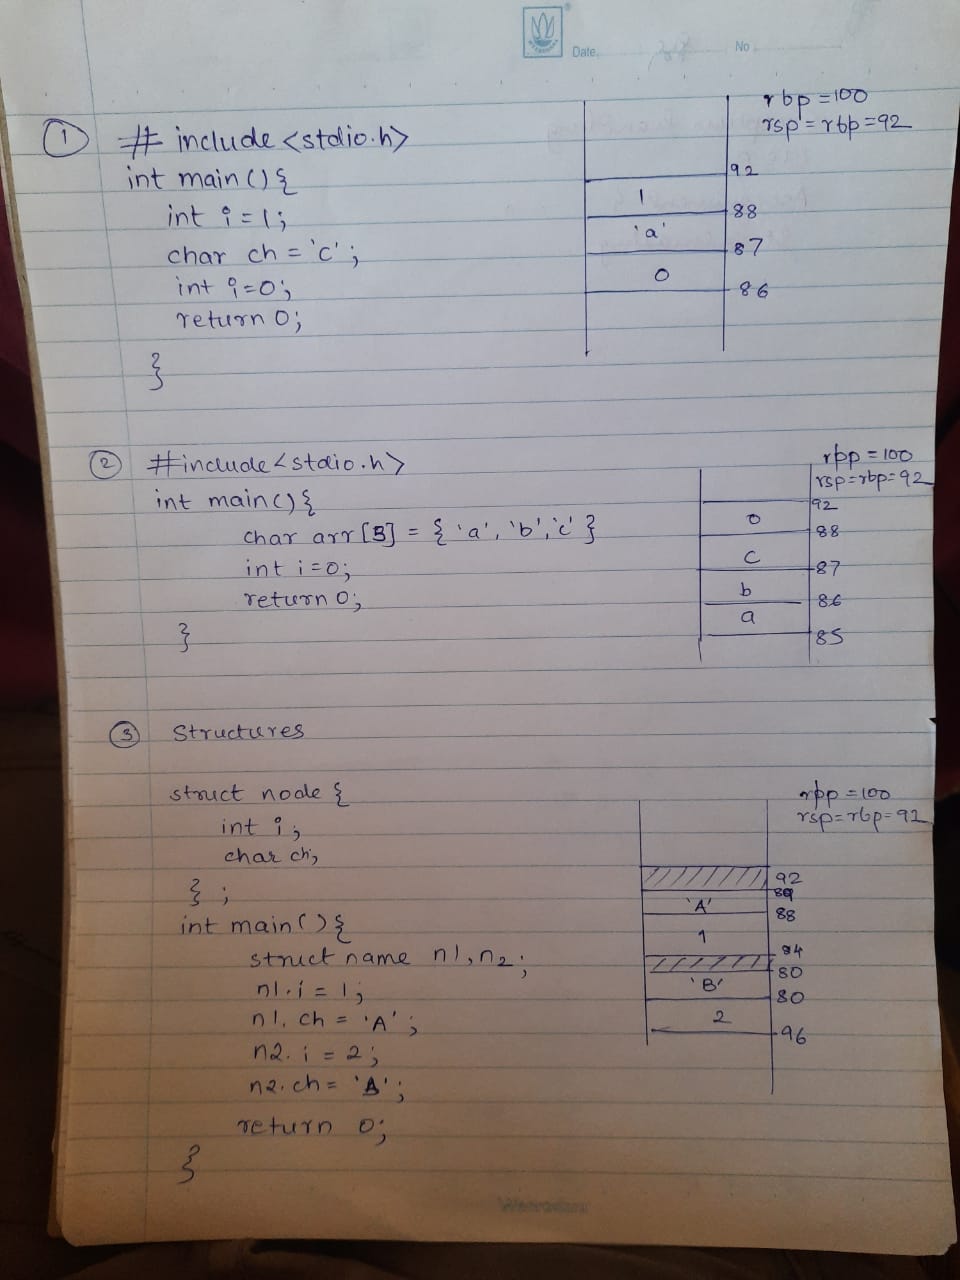 Date. No
rbp = 100
rsp = rbp = 92
① # include <stdio.h>
int main () {
int i = 1;
char ch = 'c';
int i = 0;
return 0;
}
92
1
88
'a'
87
0
86
② #include <stdio.h>
int main() {
char arr[3] = { 'a', 'b', 'c' }
int i = 0;
return 0;
}
rbp = 100
rsp = rbp = 92
92
0
88
c
87
b
86
a
85
③ Structures
struct node {
int i;
char ch;
};
int main () {
struct name n1, n2;
n1.i = 1;
n1.ch = 'A';
n2.i = 2;
n2.ch = 'B';
return 0;
}
rbp = 100
rsp = rbp = 92
92
89
'A'
88
1
84
80
'B'
80
2
96